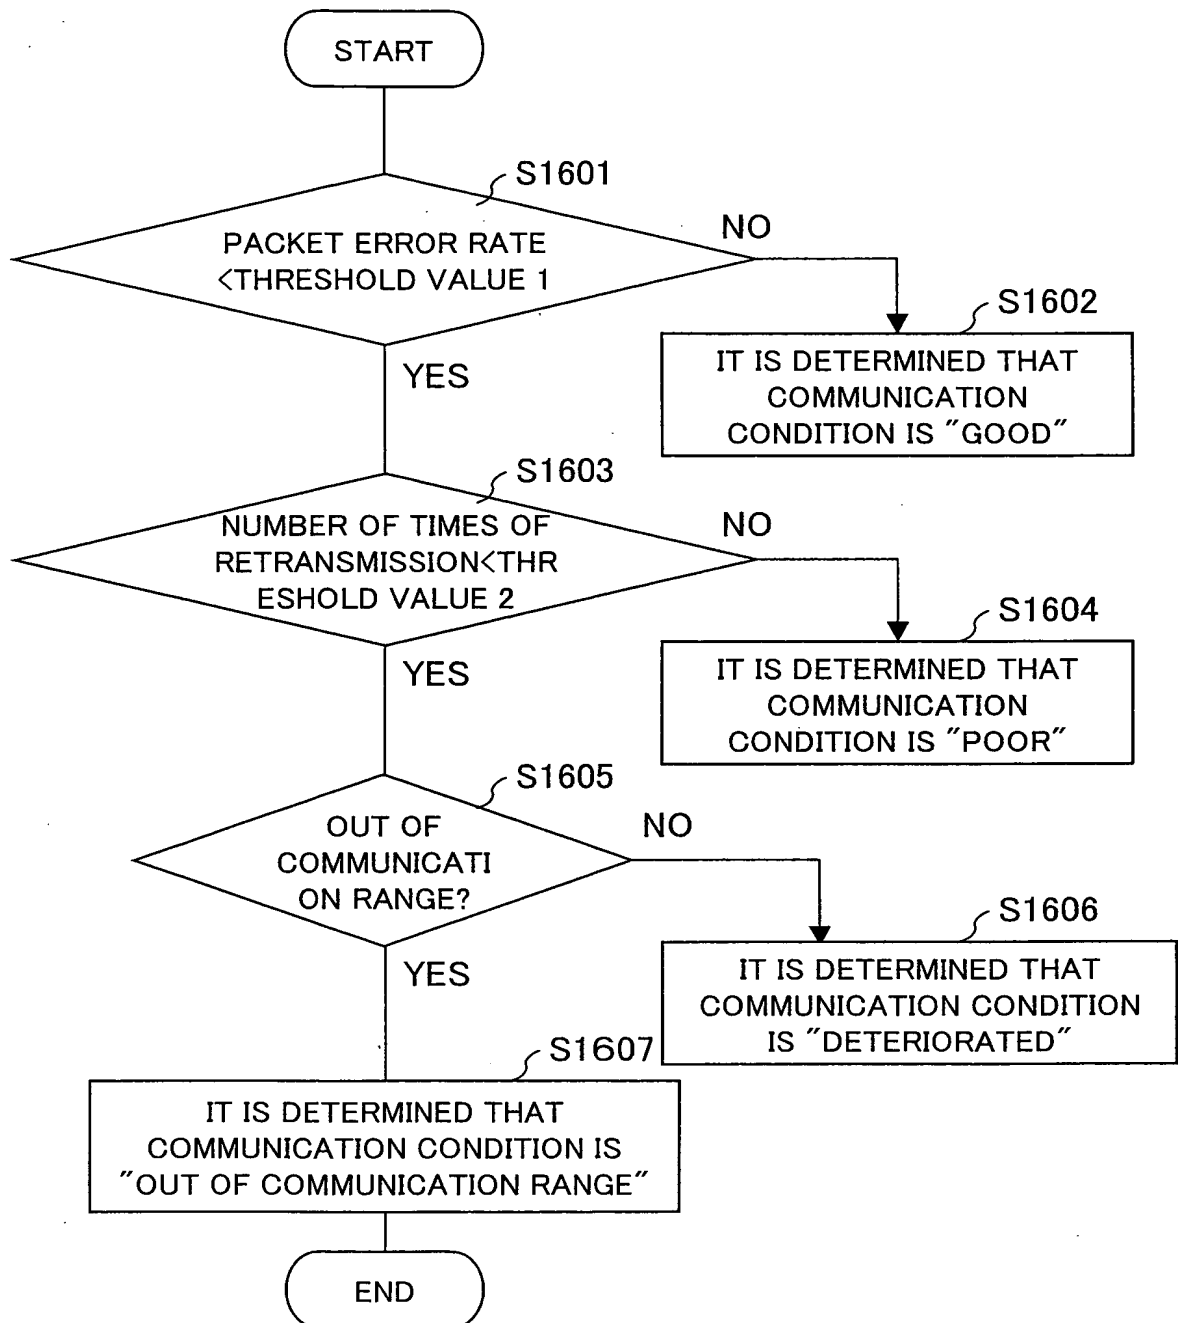 START
S1601
PACKET ERROR RATE
<THRESHOLD VALUE 1
NO
YES
S1602
IT IS DETERMINED THAT
COMMUNICATION
CONDITION IS "GOOD"
S1603
NUMBER OF TIMES OF
RETRANSMISSION<THR
ESHOLD VALUE 2
NO
YES
S1604
IT IS DETERMINED THAT
COMMUNICATION
CONDITION IS "POOR"
S1605
OUT OF
COMMUNICATI
ON RANGE?
NO
YES
S1606
IT IS DETERMINED THAT
COMMUNICATION CONDITION
IS "DETERIORATED"
S1607
IT IS DETERMINED THAT
COMMUNICATION CONDITION IS
"OUT OF COMMUNICATION RANGE"
END